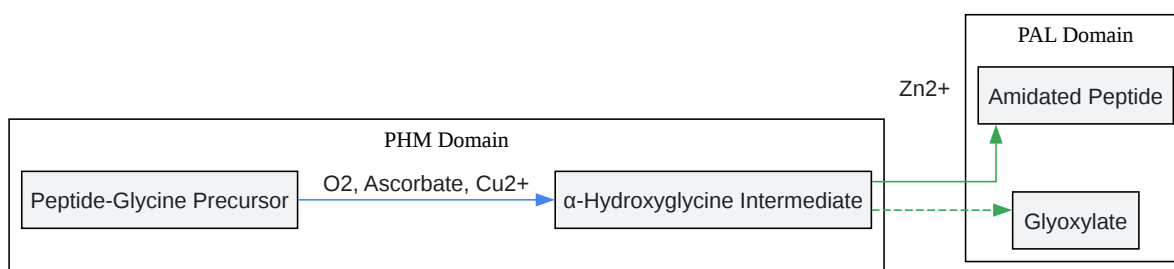 PAL Domain
Zn2+
Amidated Peptide
PHM Domain
O2, Ascorbate, Cu2+
Peptide-Glycine Precursor
α-Hydroxyglycine Intermediate
Glyoxylate